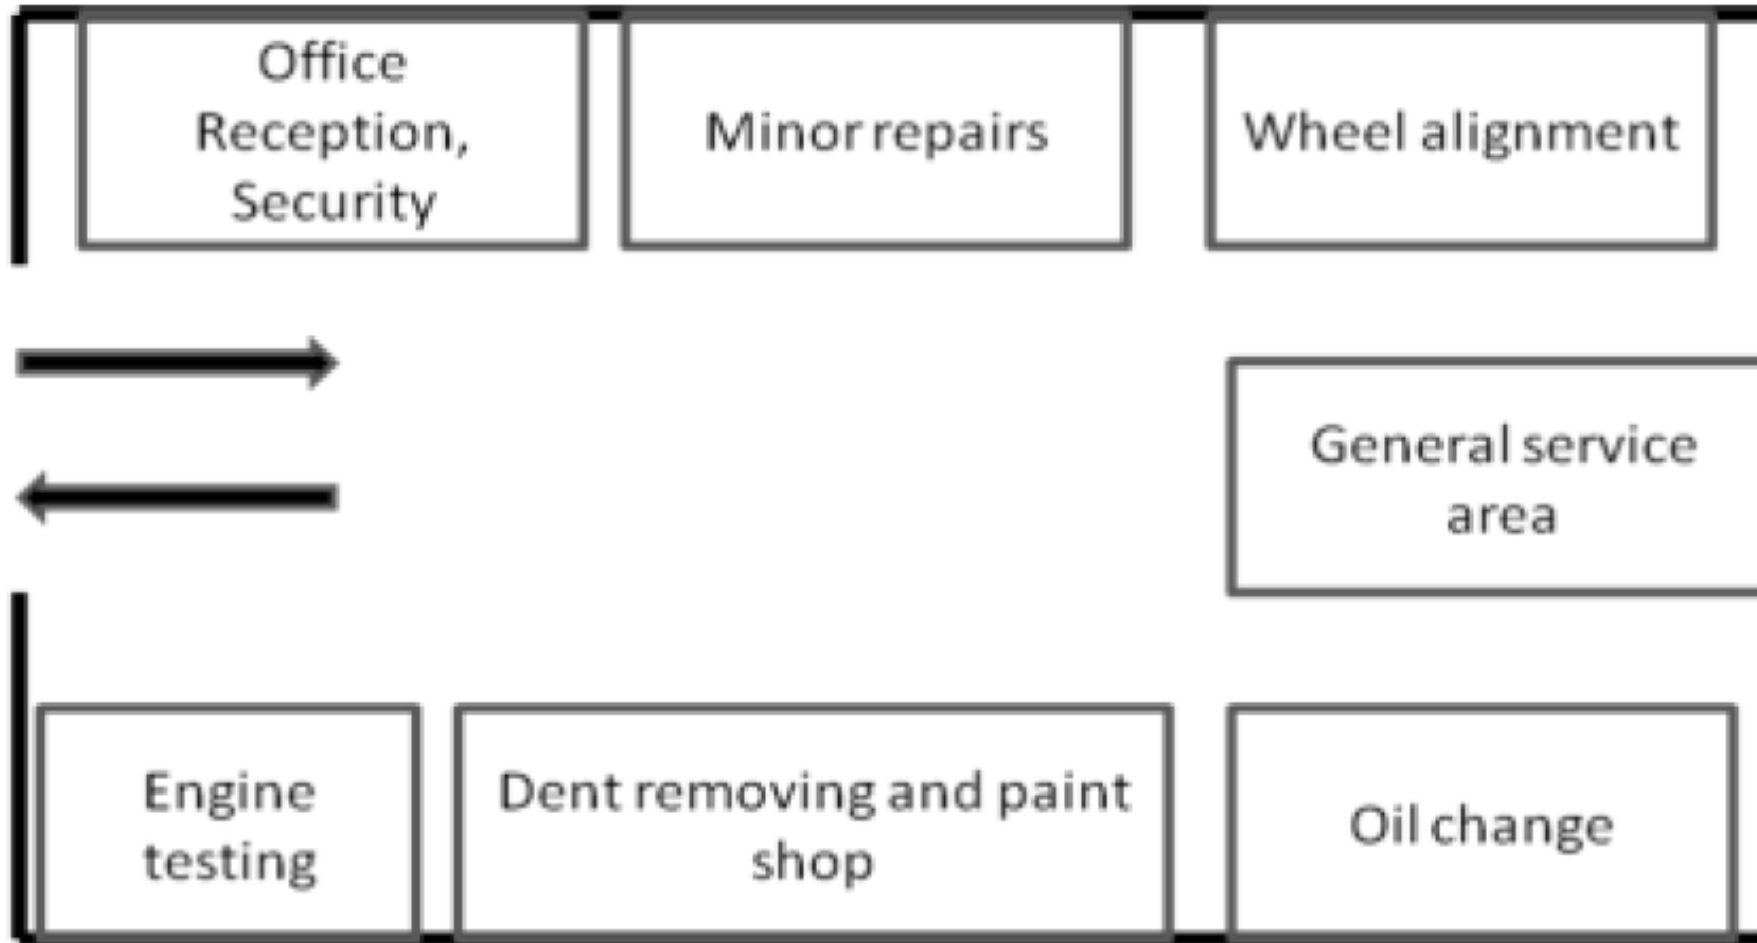 Office
Reception,
Security
Minor repairs
Wheel alignment
General service
area
Engine
testing
Dent removing and paint
shop
Oil change